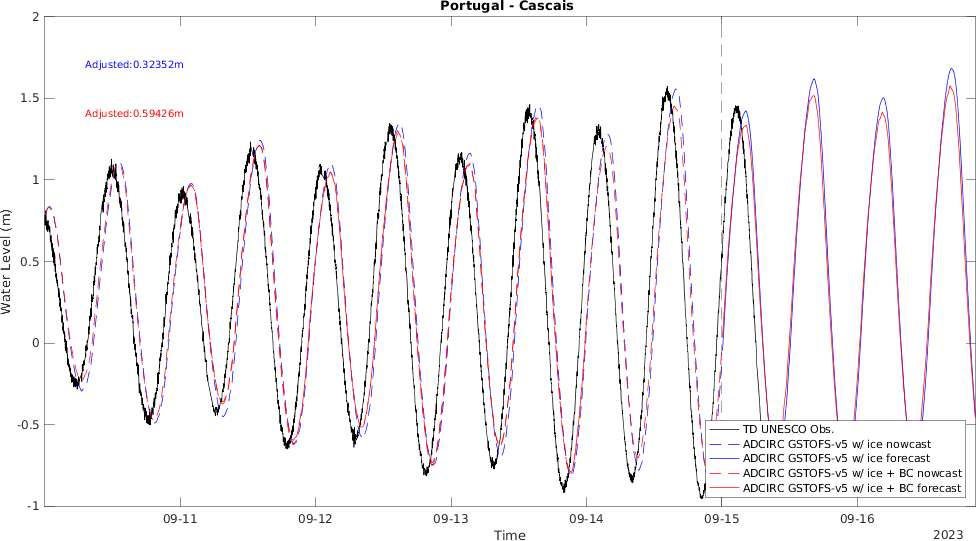 Portugal - Cascais
2
Adjusted:0.32352m
1.5
Adjusted:0.59426m
1
0.5
0
-0.5
-1
Water Level (m)
TD UNESCO Obs.
ADCIRC GSTOFS-v5 w/ ice nowcast
ADCIRC GSTOFS-v5 w/ ice forecast
ADCIRC GSTOFS-v5 w/ ice + BC nowcast
ADCIRC GSTOFS-v5 w/ ice + BC forecast
09-11 09-12 09-13 09-14 09-15 09-16
Time
2023